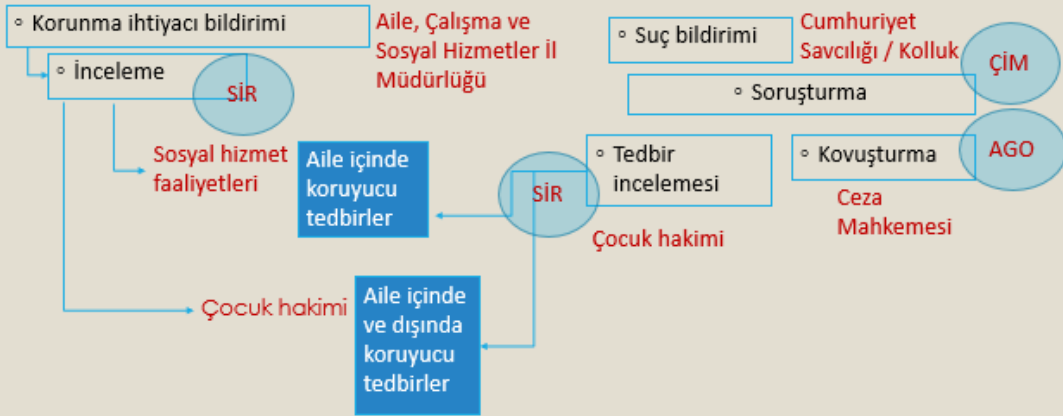 ◦ Korunma ihtiyacı bildirimi
Aile, Çalışma ve
Sosyal Hizmetler İl
Müdürlüğü
◦ İnceleme
SİR
Sosyal hizmet
faaliyetleri
Aile içinde
koruyucu
tedbirler
Çocuk hakimi
Aile içinde
ve dışında
koruyucu
tedbirler
◦ Suç bildirimi
Cumhuriyet
Savcılığı / Kolluk
ÇİM
◦ Soruşturma
SİR
◦ Tedbir
incelemesi
Çocuk hakimi
◦ Kovuşturma
AGO
Ceza
Mahkemesi